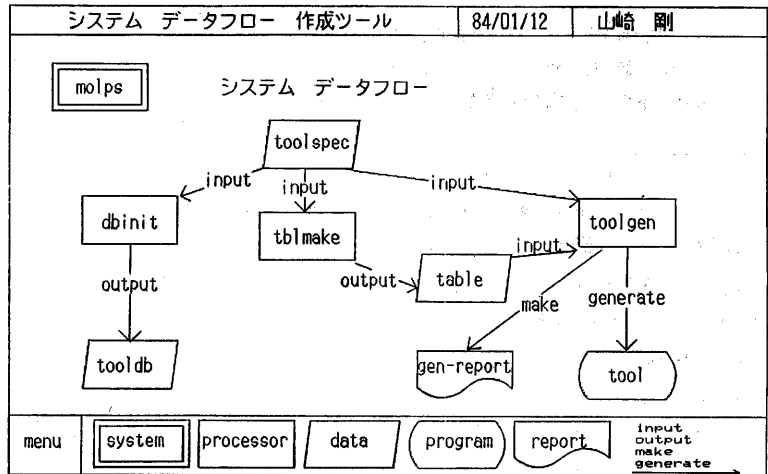 システム データフロー 作成ツール 84/01/12 山崎 剛
molps
システム データフロー
toolspec
input
input
input
dbinit
tblmake
toolgen
input
output
output
table
make
generate
tooldb
gen-report
tool
menu
system
processor
data
program
report
input
output
make
generate